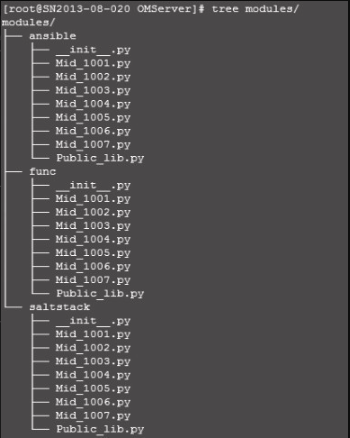 [root@SN2013-08-020 OMServer]# tree modules/
modules/
├── ansible
│   ├── __init__.py
│   ├── Mid_1001.py
│   ├── Mid_1002.py
│   ├── Mid_1003.py
│   ├── Mid_1004.py
│   ├── Mid_1005.py
│   ├── Mid_1006.py
│   ├── Mid_1007.py
│   └── Public_lib.py
├── func
│   ├── __init__.py
│   ├── Mid_1001.py
│   ├── Mid_1002.py
│   ├── Mid_1003.py
│   ├── Mid_1004.py
│   ├── Mid_1005.py
│   ├── Mid_1006.py
│   ├── Mid_1007.py
│   └── Public_lib.py
└── saltstack
    ├── __init__.py
    ├── Mid_1001.py
    ├── Mid_1002.py
    ├── Mid_1003.py
    ├── Mid_1004.py
    ├── Mid_1005.py
    ├── Mid_1006.py
    ├── Mid_1007.py
    └── Public_lib.py